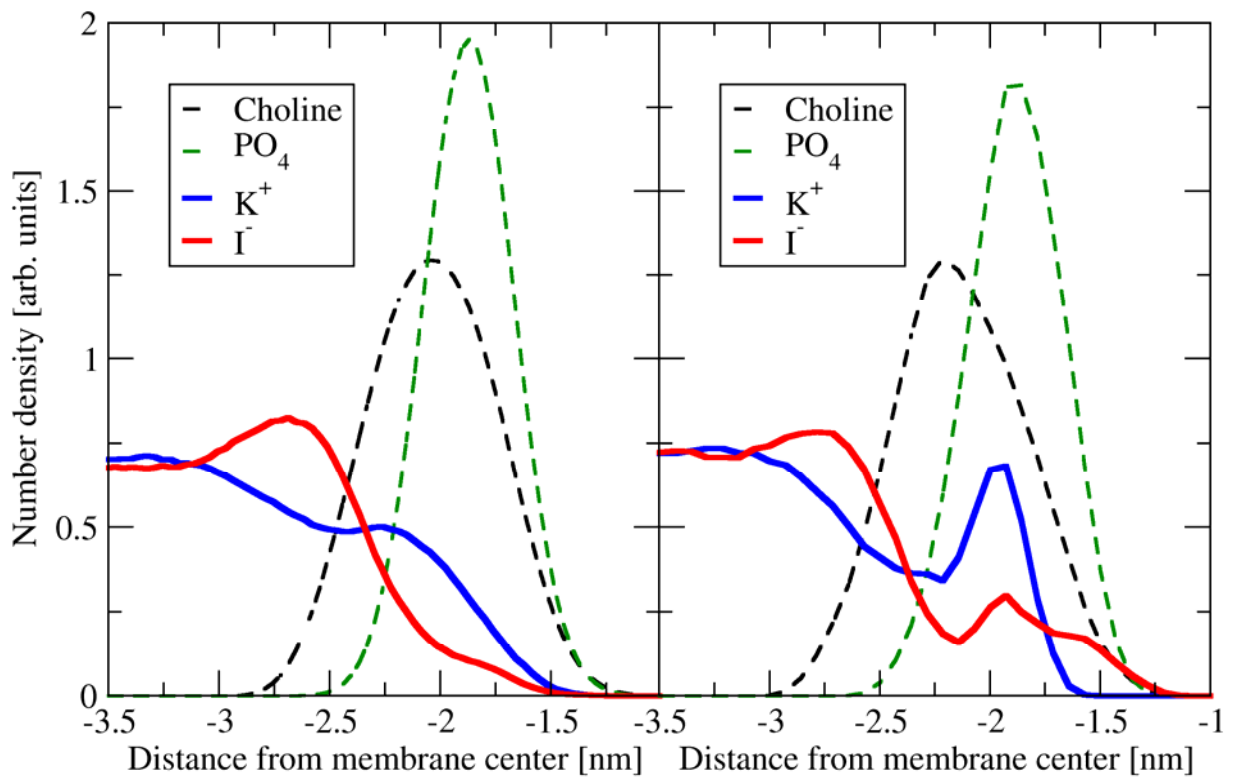 2
1.5
1
0.5
0
Number density [arb. units]
Choline
PO4
K+
I-
Choline
PO4
K+
I-
-3.5 -3 -2.5 -2 -1.5 -3.5 -3 -2.5 -2 -1.5 -1
Distance from membrane center [nm] Distance from membrane center [nm]